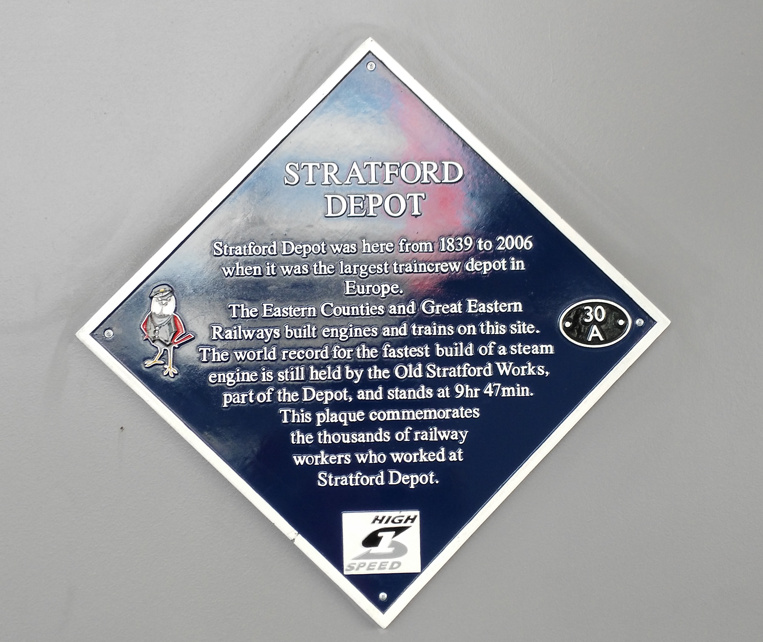 STRATFORD
DEPOT
Stratford Depot was here from 1839 to 2006
when it was the largest traincrew depot in
Europe.
The Eastern Counties and Great Eastern
Railways built engines and trains on this site.
The world record for the fastest build of a steam
engine is still held by the Old Stratford Works,
part of the Depot, and stands at 9hr 47min.
This plaque commemorates
the thousands of railway
workers who worked at
Stratford Depot.
30
A
HIGH
1
SPEED